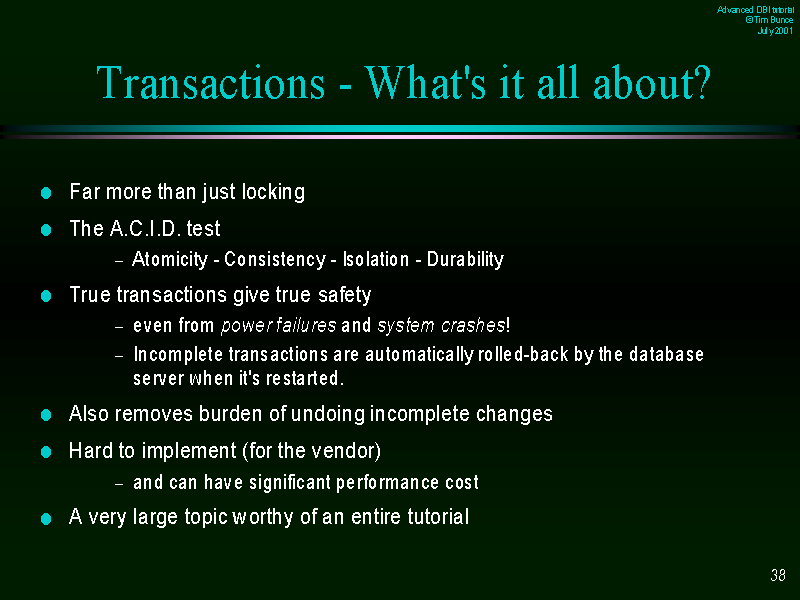 Advanced DBI tutorial
© Tim Bunce
July 2001
Transactions - What's it all about?
Far more than just locking
The A.C.I.D. test
– Atomicity - Consistency - Isolation - Durability
True transactions give true safety
– even from power failures and system crashes!
– Incomplete transactions are automatically rolled-back by the database
server when it's restarted.
Also removes burden of undoing incomplete changes
Hard to implement (for the vendor)
– and can have significant performance cost
A very large topic worthy of an entire tutorial
38